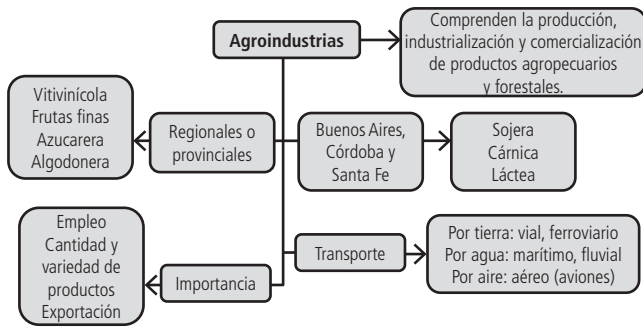 Agroindustrias
Comprenden la producción,
industrialización y comercialización
de productos agropecuarios
y forestales.
Vitivinícola
Frutas finas
Azucarera
Algodonera
Regionales o
provinciales
Buenos Aires,
Córdoba y
Santa Fe
Sojera
Cárnica
Láctea
Empleo
Cantidad y
variedad de
productos
Exportación
Importancia
Transporte
Por tierra: vial, ferroviario
Por agua: marítimo, fluvial
Por aire: aéreo (aviones)